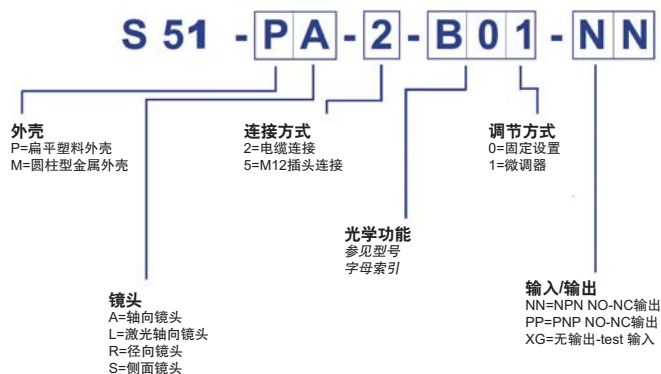 S 51 - P A - 2 - B 0 1 - N N
外壳
P=扁平塑料外壳
M=圆柱型金属外壳
连接方式
2=电缆连接
5=M12插头连接
调节方式
0=固定设置
1=微调器
光学功能
参见型号
字母索引
镜头
A=轴向镜头
L=激光轴向镜头
R=径向镜头
S=侧面镜头
输入/输出
NN=NPN NO-NC输出
PP=PNP NO-NC输出
XG=无输出-test 输入